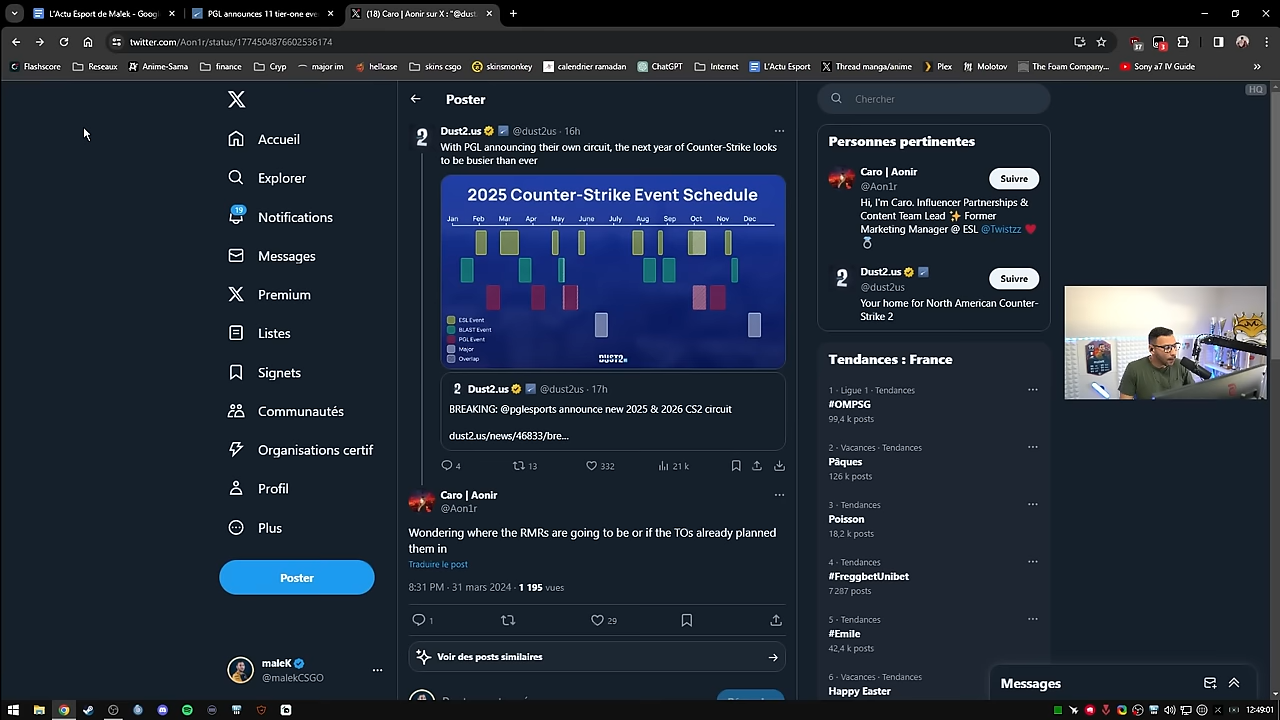 L'Actu Esport de Malek - Googl
PGL announces 11 tier-one eve
(18) Caro | Aonir sur X : "@dust
twitter.com/Aon1r/status/1774504876602536174
37
3
Flashscore
Reseaux
Anime-Sama
finance
Cryp
major im
hellcase
skins csgo
skinsmonkey
calendrier ramadan
ChatGPT
Internet
L'Actu Esport
Thread manga/anime
Plex
Molotov
The Foam Company...
Sony a7 IV Guide
HQ
Accueil
Explorer
19
Notifications
Messages
Premium
Listes
Signets
Communautés
Organisations certif
Profil
Plus
Poster
maleK
@malekCSGO
Poster
Dust2.us @dust2us · 16h
With PGL announcing their own circuit, the next year of Counter-Strike looks
to be busier than ever
2025 Counter-Strike Event Schedule
Jan Feb Mar Apr May June July Aug Sep Oct Nov Dec
ESL Event
BLAST Event
PGL Event
Major
Overlap
DUST2
Dust2.us @dust2us · 17h
BREAKING: @pglesports announce new 2025 & 2026 CS2 circuit
dust2.us/news/46833/bre...
4 13 332 21 k
Caro | Aonir
@Aon1r
Wondering where the RMRs are going to be or if the TOs already planned
them in
Traduire le post
8:31 PM · 31 mars 2024 · 1 195 vues
1 29
Voir des posts similaires
Chercher
Personnes pertinentes
Caro | Aonir
@Aon1r
Suivre
Hi, I'm Caro. Influencer Partnerships &
Content Team Lead ✨ Former
Marketing Manager @ ESL @Twistzz ❤️
💍
Dust2.us
@dust2us
Suivre
Your home for North American Counter-
Strike 2
Tendances : France
1 · Ligue 1 · Tendances
#OMPSG
99,4 k posts
2 · Vacances · Tendances
Pâques
126 k posts
3 · Tendances
Poisson
18,2 k posts
4 · Tendances
#FreggbetUnibet
7 287 posts
5 · Tendances
#Emile
42,4 k posts
6 · Vacances · Tendances
Happy Easter
Messages
12:49:01